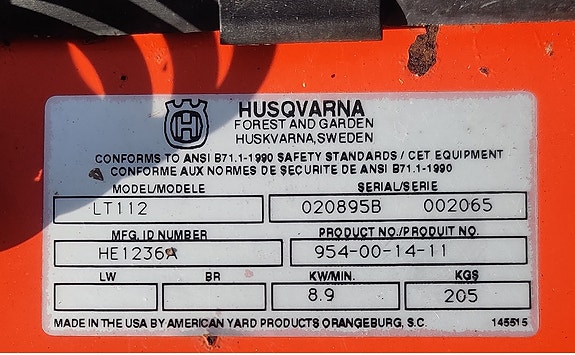 HUSQVARNA
FOREST AND GARDEN
HUSKVARNA, SWEDEN
CONFORMS TO ANSI B71.1-1990 SAFETY STANDARDS / CET EQUIPMENT
CONFORME AUX NORMES DE SECURITE DE ANSI B71.1-1990
MODEL/MODELE SERIAL/SERIE
LT112 020895B 002065
MFG. ID NUMBER PRODUCT NO./PRODUIT NO.
HE1236A 954-00-14-11
LW BR KW/MIN. KGS
8.9 205
MADE IN THE USA BY AMERICAN YARD PRODUCTS ORANGEBURG, S.C. 145515